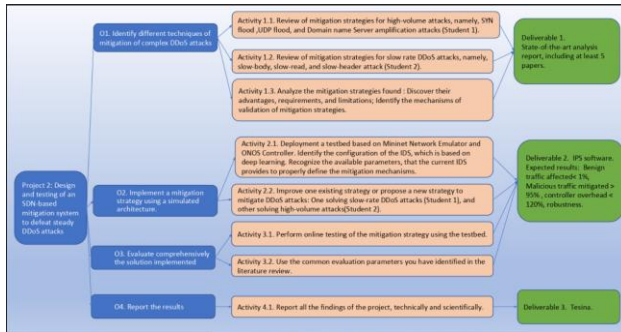 O1. Identify different techniques of
mitigation of complex DDoS attacks
Activity 1.1. Review of mitigation strategies for high-volume attacks, namely, SYN
flood ,UDP flood, and Domain name Server amplification attacks (Student 1).
Activity 1.2. Review of mitigation strategies for slow rate DDoS attacks, namely,
slow-body, slow-read, and slow-header attack (Student 2).
Activity 1.3. Analyze the mitigation strategies found : Discover their
advantages, requirements, and limitations; Identify the mechanisms of
validation of mitigation strategies.
Deliverable 1.
State-of-the-art analysis
report, including at least 5
papers.
Project 2: Design
and testing of an
SDN-based
mitigation system
to defeat steady
DDoS attacks
O2. Implement a mitigation
strategy using a simulated
architecture.
Activity 2.1. Deployment a testbed based on Mininet Network Emulator and
ONOS Controller. Identify the configuration of the IDS, which is based on
deep learning. Recognize the available parameters, that the current IDS
provides to properly define the mitigation mechanisms.
Activity 2.2. Improve one existing strategy or propose a new strategy to
mitigate DDoS attacks: One solving slow-rate DDoS attacks (Student 1), and
other solving high-volume attacks(Student 2).
Deliverable 2. IPS software.
Expected results: Benign
traffic affected< 1%,
Malicious traffic mitigated >
95% , controller overhead <
120%, robustness.
O3. Evaluate comprehensively
the solution implemented
Activity 3.1. Perform online testing of the mitigation strategy using the testbed.
Activity 3.2. Use the common evaluation parameters you have identified in the
literature review.
O4. Report the results
Activity 4.1. Report all the findings of the project, technically and scientifically.
Deliverable 3. Tesina.